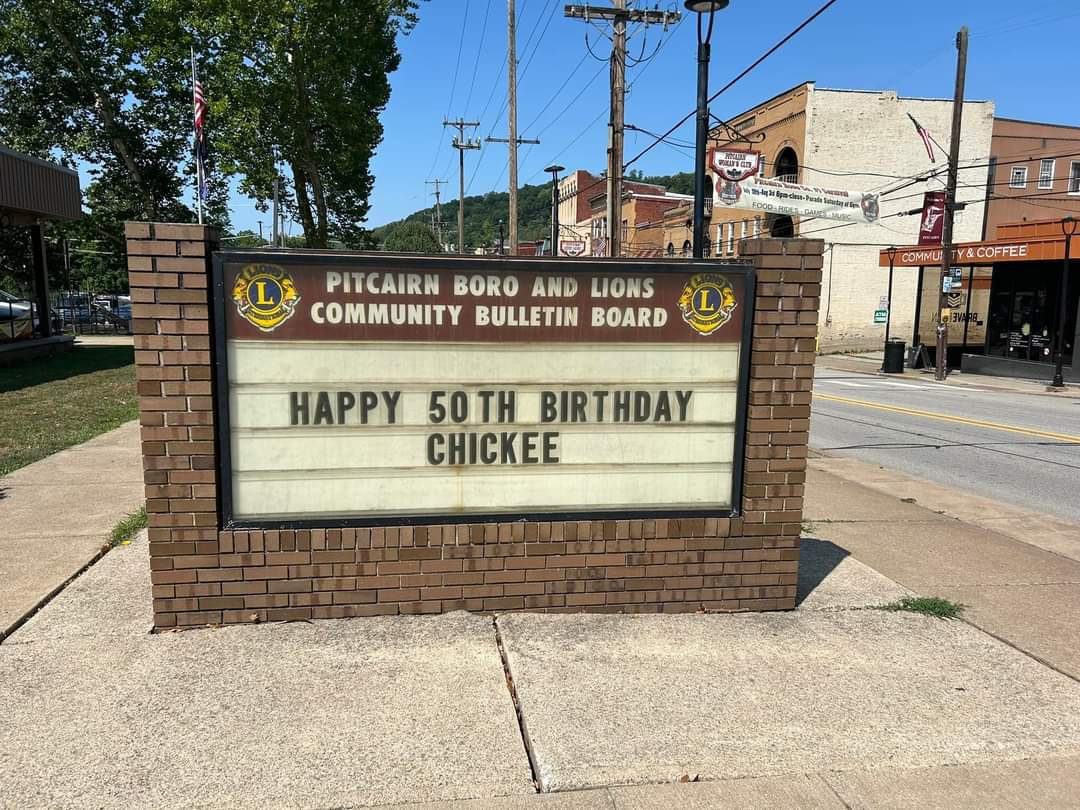 PITCAIRN BORO AND LIONS
COMMUNITY BULLETIN BOARD
L
L
HAPPY 50TH BIRTHDAY
CHICKEE
PITCAIRN
WOMAN'S CLUB
FOOD - RIDES - GAMES - MUSIC
COMMUNITY & COFFEE
ATM